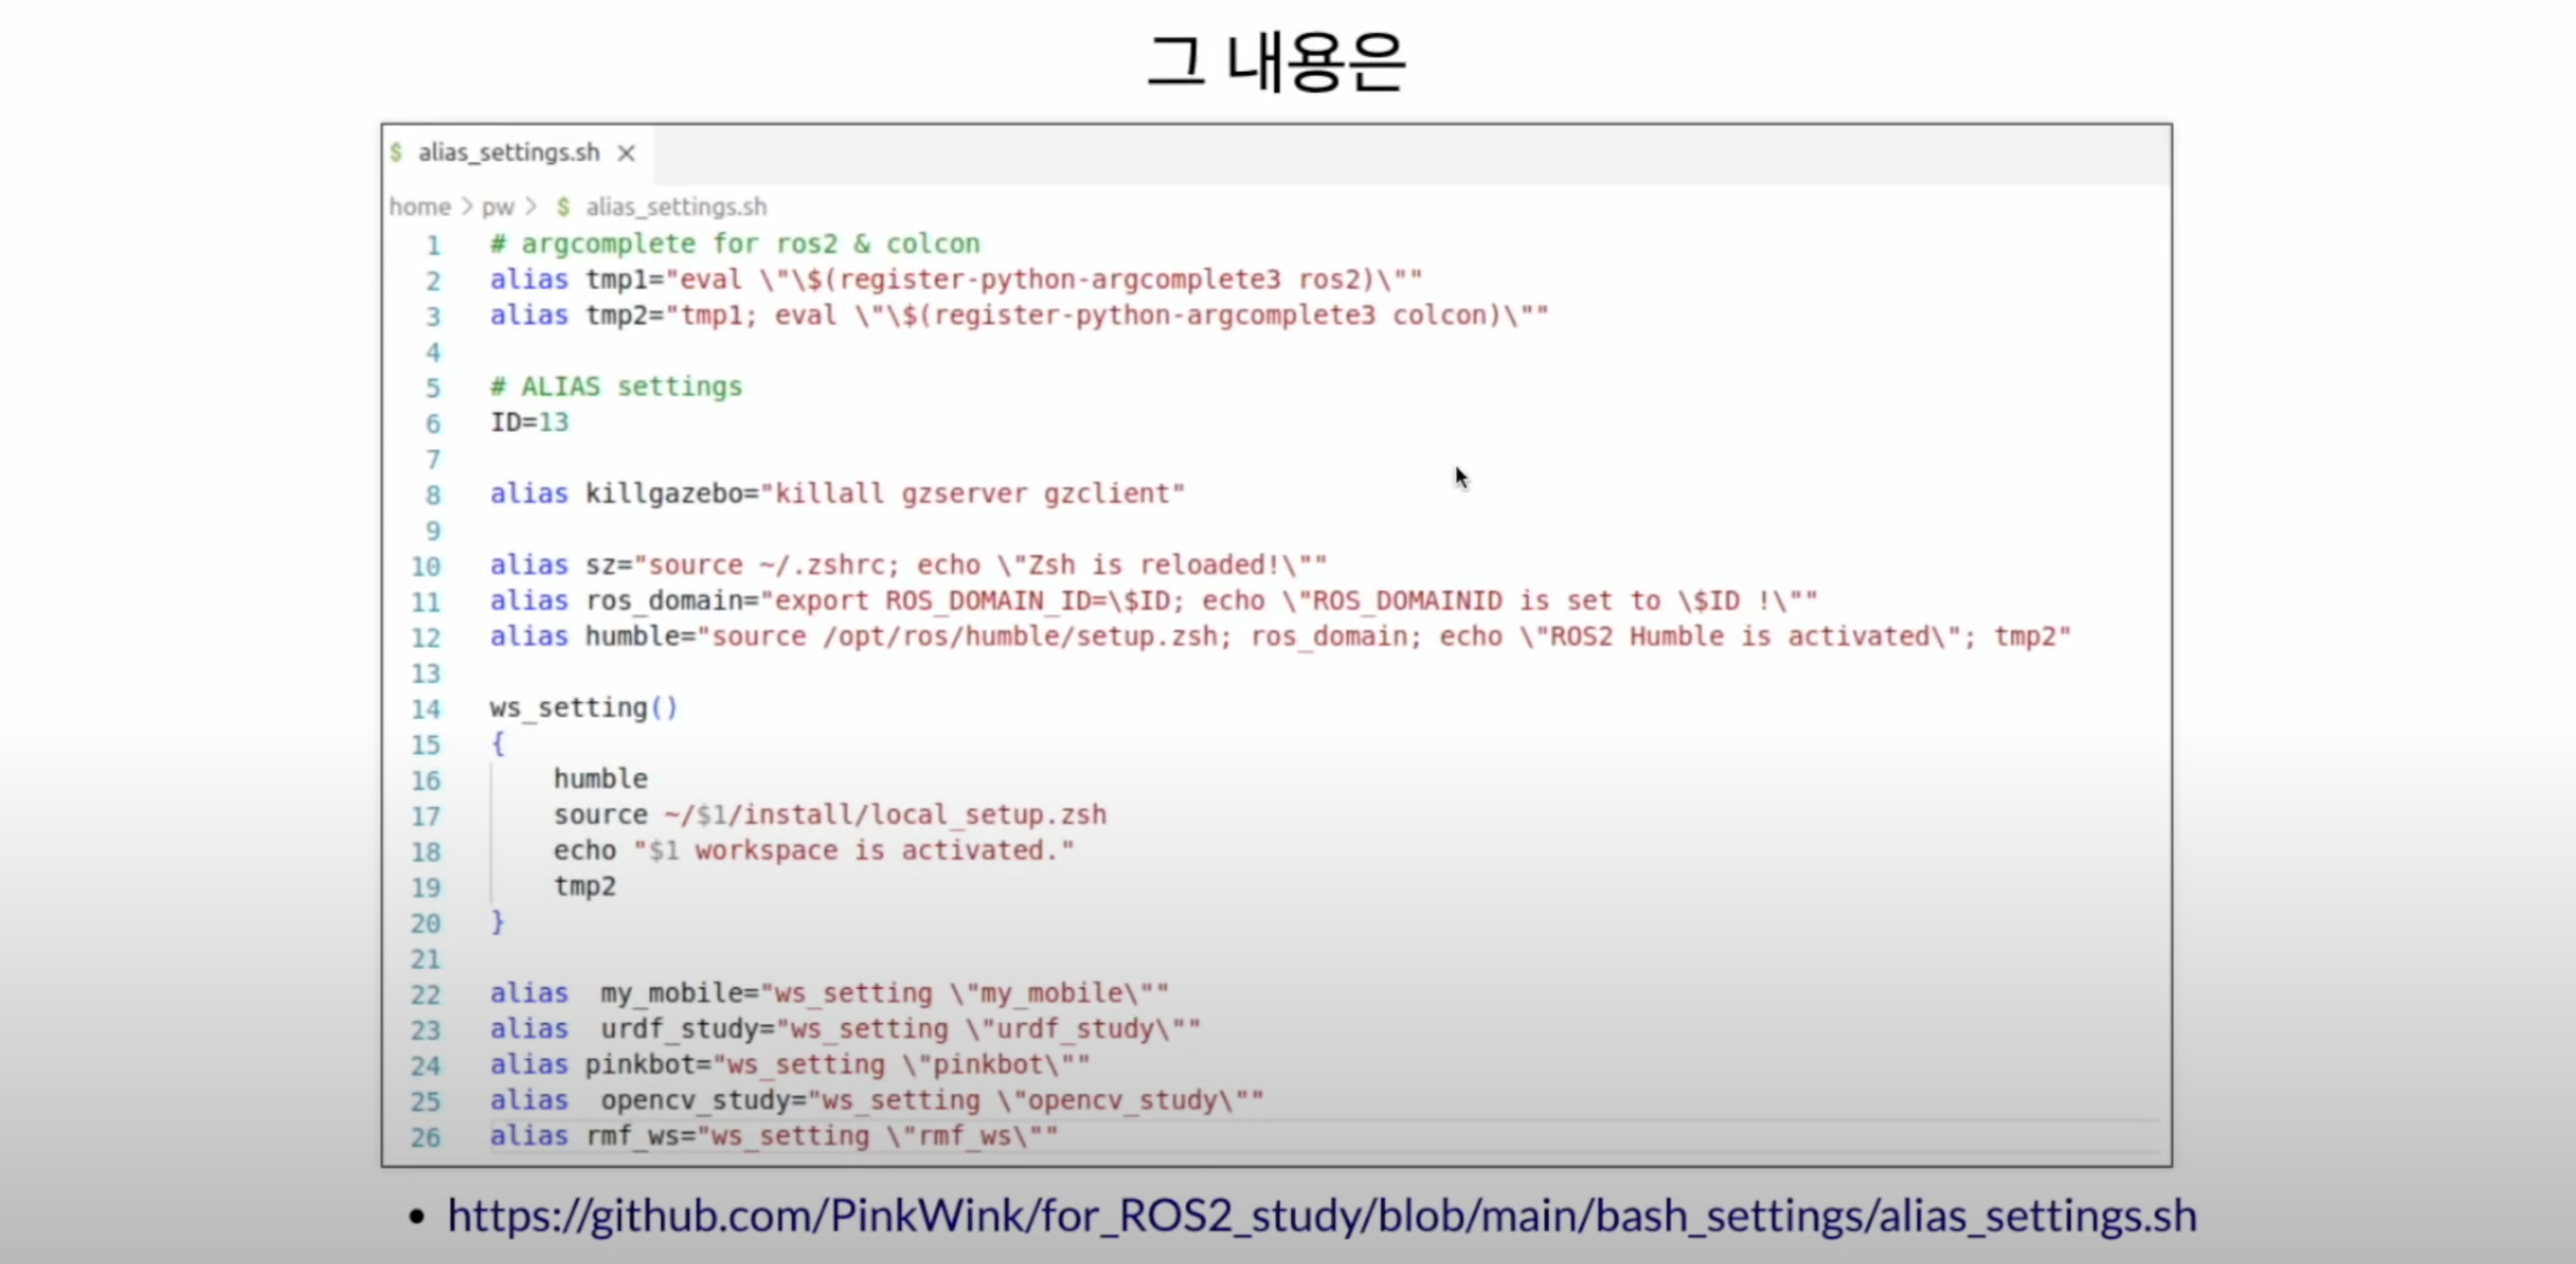 그 내용은
$ alias_settings.sh ×
home > pw > $ alias_settings.sh
1 # argcomplete for ros2 & colcon
2 alias tmp1="eval \"\$(register-python-argcomplete3 ros2)\""
3 alias tmp2="tmp1; eval \"\$(register-python-argcomplete3 colcon)\""
4
5 # ALIAS settings
6 ID=13
7
8 alias killgazebo="killall gzserver gzclient"
9
10 alias sz="source ~/.zshrc; echo \"Zsh is reloaded!\""
11 alias ros_domain="export ROS_DOMAIN_ID=\$ID; echo \"ROS_DOMAINID is set to \$ID !\""
12 alias humble="source /opt/ros/humble/setup.zsh; ros_domain; echo \"ROS2 Humble is activated\"; tmp2"
13
14 ws_setting()
15 {
16     humble
17     source ~/$1/install/local_setup.zsh
18     echo "$1 workspace is activated."
19     tmp2
20 }
21
22 alias  my_mobile="ws_setting \"my_mobile\""
23 alias  urdf_study="ws_setting \"urdf_study\""
24 alias pinkbot="ws_setting \"pinkbot\""
25 alias  opencv_study="ws_setting \"opencv_study\""
26 alias rmf_ws="ws_setting \"rmf_ws\""
• https://github.com/PinkWink/for_ROS2_study/blob/main/bash_settings/alias_settings.sh